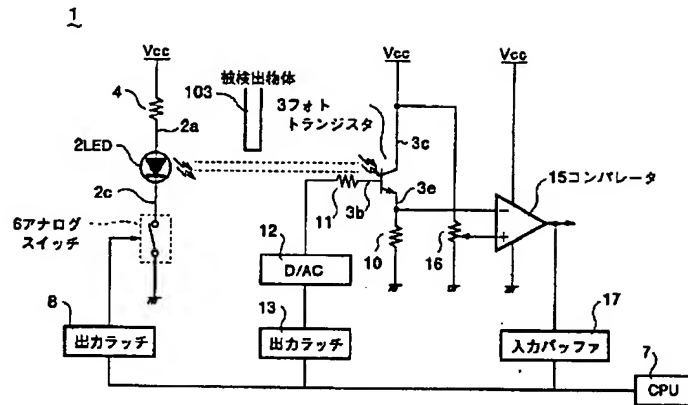 1
Vcc
4
2a
2LED
2c
6アナログ
スイッチ
8
出力ラッチ
被検出物体
103
3フォト
トランジスタ
Vcc
Vcc
3c
3e
3b
11
12
D/AC
13
出力ラッチ
10
16
－
＋
15コンパレータ
17
入力バッファ
7
CPU